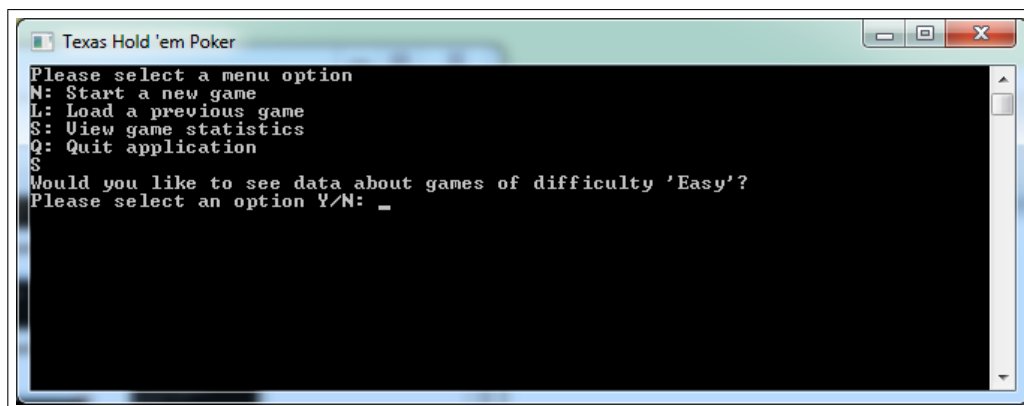 Texas Hold 'em Poker
Please select a menu option
N: Start a new game
L: Load a previous game
S: View game statistics
Q: Quit application
S
Would you like to see data about games of difficulty 'Easy'?
Please select an option Y/N: _